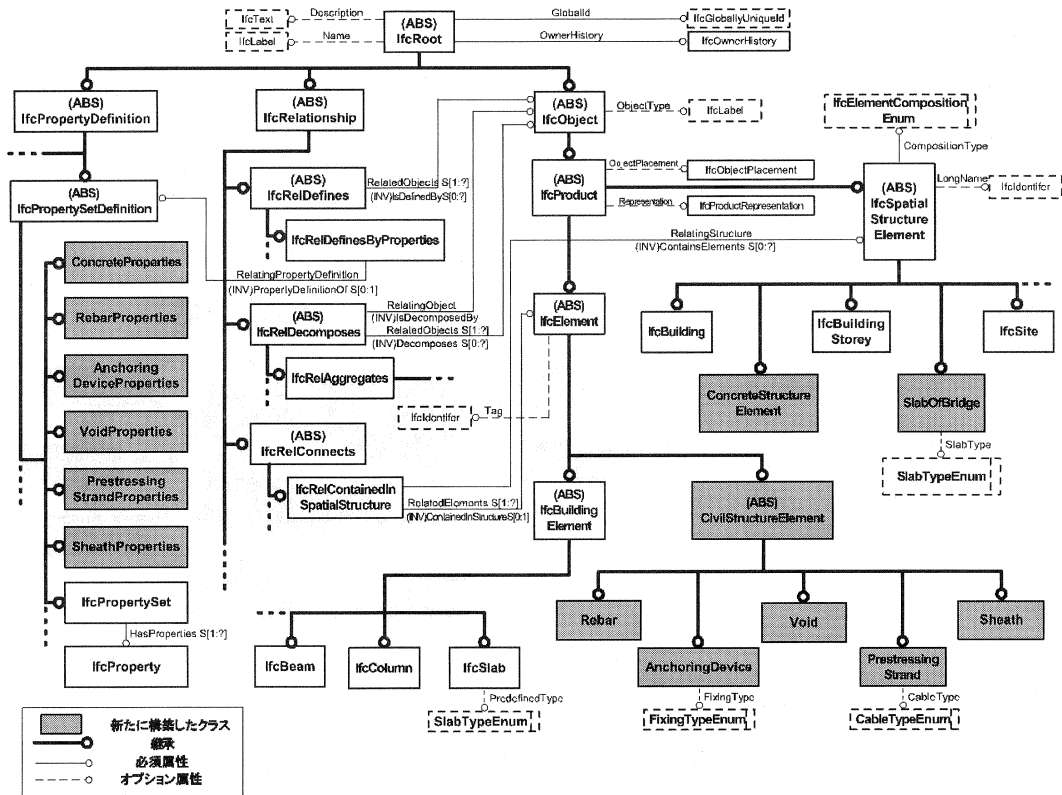 IfcText
Description
(ABS)
IfcRoot
GlobalId
IfcGloballyUniqueId
IfcLabel
Name
OwnerHistory
IfcOwnerHistory
(ABS)
IfcPropertyDefinition
(ABS)
IfcRelationship
(ABS)
IfcObject
ObjectType
IfcLabel
IfcElementComposition
Enum
CompositionType
(ABS)
IfcPropertySetDefinition
(ABS)
IfcRelDefines
RelatedObjects S[1:?]
(INV)IsDefinedByS[0:?]
(ABS)
IfcProduct
ObjectPlacement
IfcObjectPlacement
Representation
IfcProductRepresentation
(ABS)
IfcSpatial
Structure
Element
LongName
IfcIdentifer
IfcRelDefinesByProperties
RelatingStructure
(INV)ContainsElements S[0:?]
ConcreteProperties
RelatingPropertyDefinition
(INV)PropertyDefinitionOf S[0:1]
RebarProperties
(ABS)
IfcRelDecomposes
RelatingObject
(INV)IsDecomposedBy
RelatedObjects S[1:?]
(INV)Decomposes S[0:?]
(ABS)
IfcElement
IfcBuilding
IfcBuilding
Storey
IfcSite
Anchoring
DeviceProperties
IfcRelAggregates
ConcreteStructure
Element
SlabOfBridge
VoidProperties
IfcIdentifer
Tag
SlabType
SlabTypeEnum
(ABS)
IfcRelConnects
Prestressing
StrandProperties
IfcRelContainedIn
SpatialStructure
RelatedElements S[1:?]
(INV)ContainedInStructureS[0:1]
(ABS)
IfcBuilding
Element
(ABS)
CivilStructureElement
SheathProperties
IfcPropertySet
HasProperties S[1:?]
IfcProperty
Rebar
Void
Sheath
IfcBeam
IfcColumn
IfcSlab
AnchoringDevice
Prestressing
Strand
PredefinedType
SlabTypeEnum
FixingType
FixingTypeEnum
CableType
CableTypeEnum
新たに構築したクラス
継承
必須属性
オプション属性